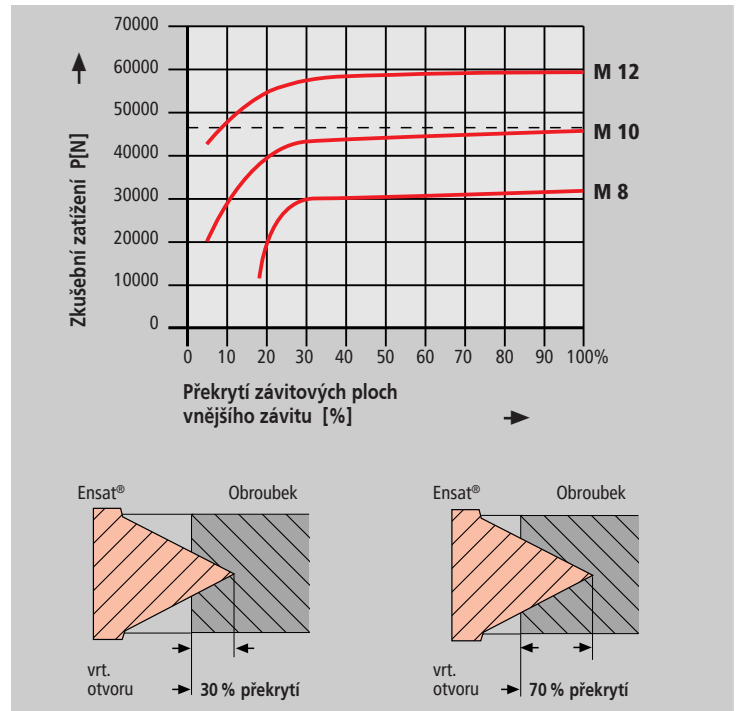 70000
60000
50000
40000
30000
20000
10000
0
Zkušební zatížení P[N]
M 12
M 10
M 8
0 10 20 30 40 50 60 70 80 90 100%
Překrytí závitových ploch
vnějšího závitu [%]
Ensat® Obroubek
vrt.
otvoru 30 % překrytí
Ensat® Obroubek
vrt.
otvoru 70 % překrytí